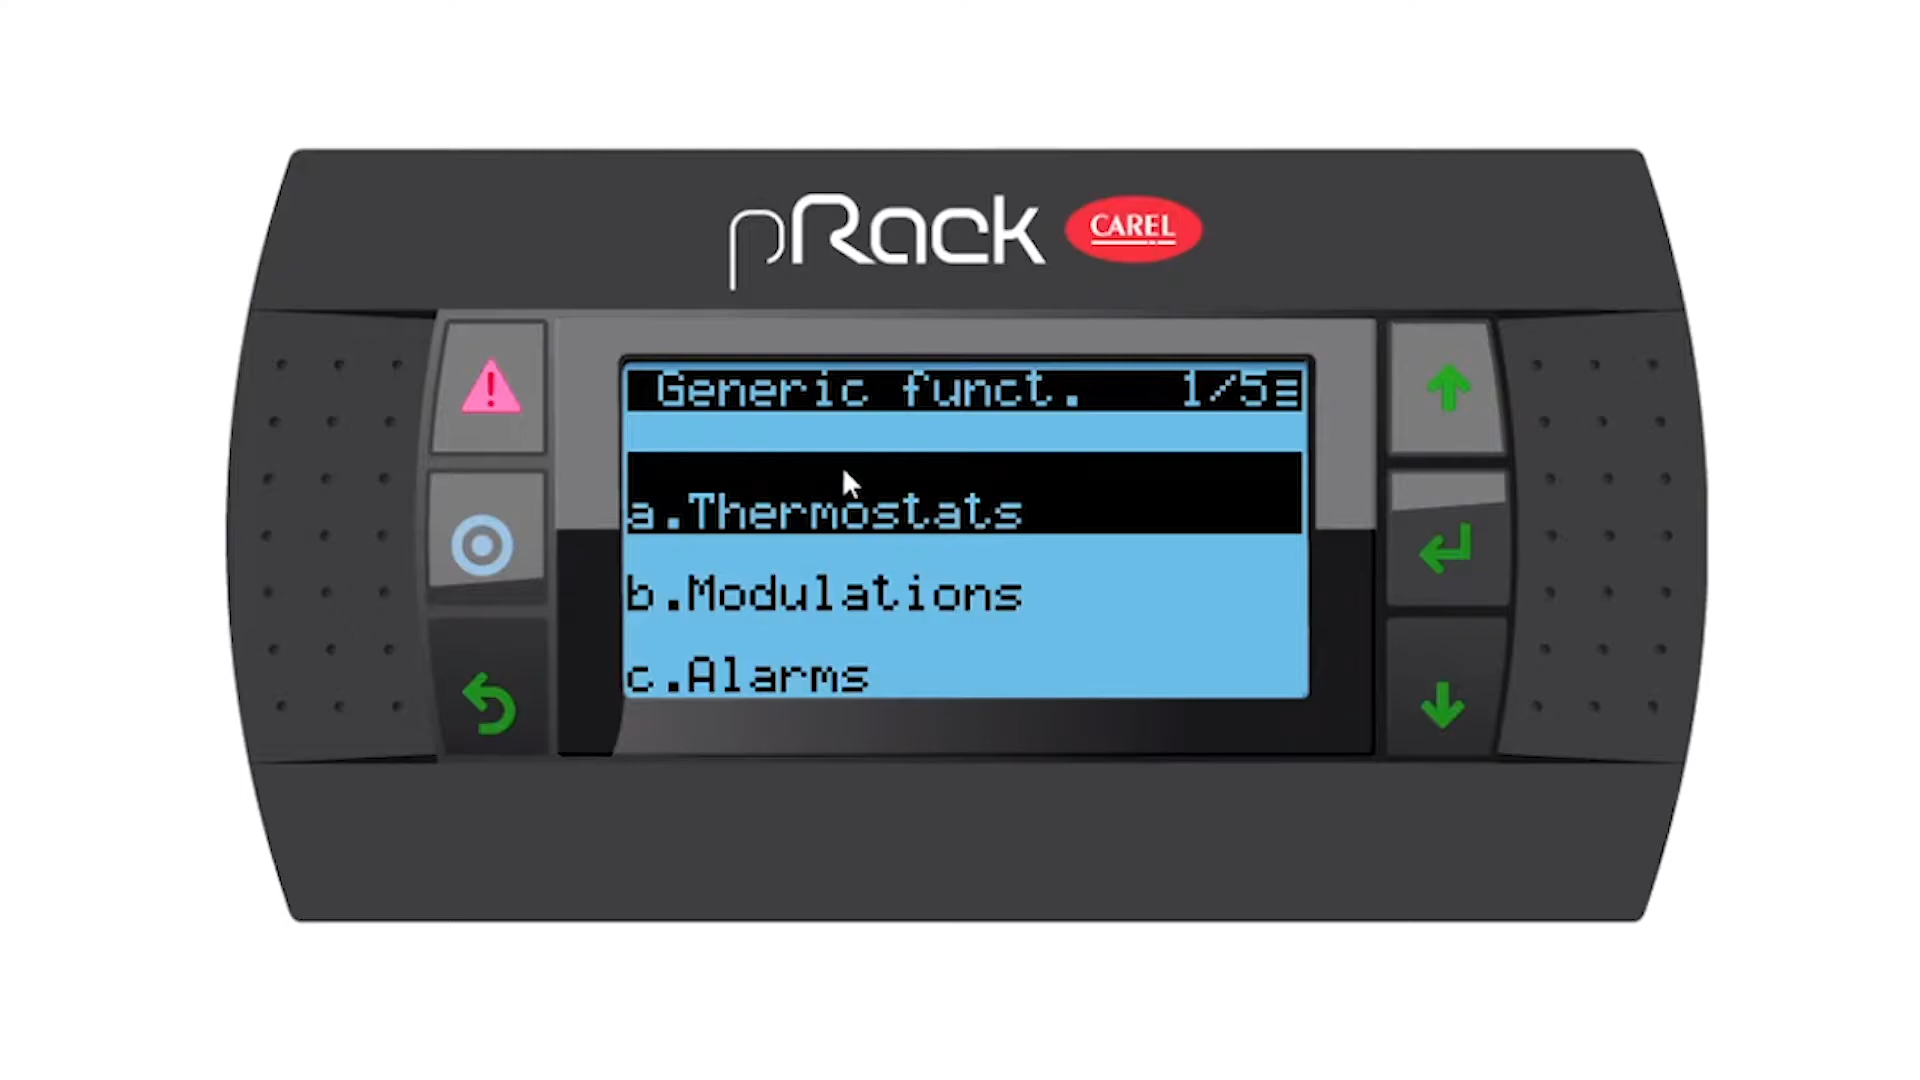 pRack CAREL
Generic funct. 1/5
a.Thermostats
b.Modulations
c.Alarms